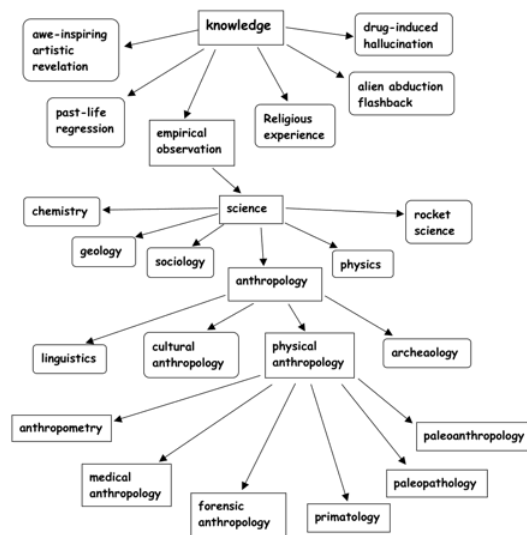 knowledge
awe-inspiring
artistic
revelation
drug-induced
hallucination
past-life
regression
empirical
observation
Religious
experience
alien abduction
flashback
chemistry
science
rocket
science
geology
sociology
physics
anthropology
linguistics
cultural
anthropology
physical
anthropology
archeaology
anthropometry
paleoanthropology
medical
anthropology
paleopathology
forensic
anthropology
primatology